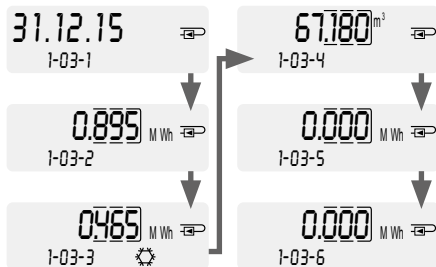 31.12.15
1-03-1
0.895 MWh
1-03-2
0.465 MWh
1-03-3
67.180 m³
1-03-4
0.000 MWh
1-03-5
0.000 MWh
1-03-6